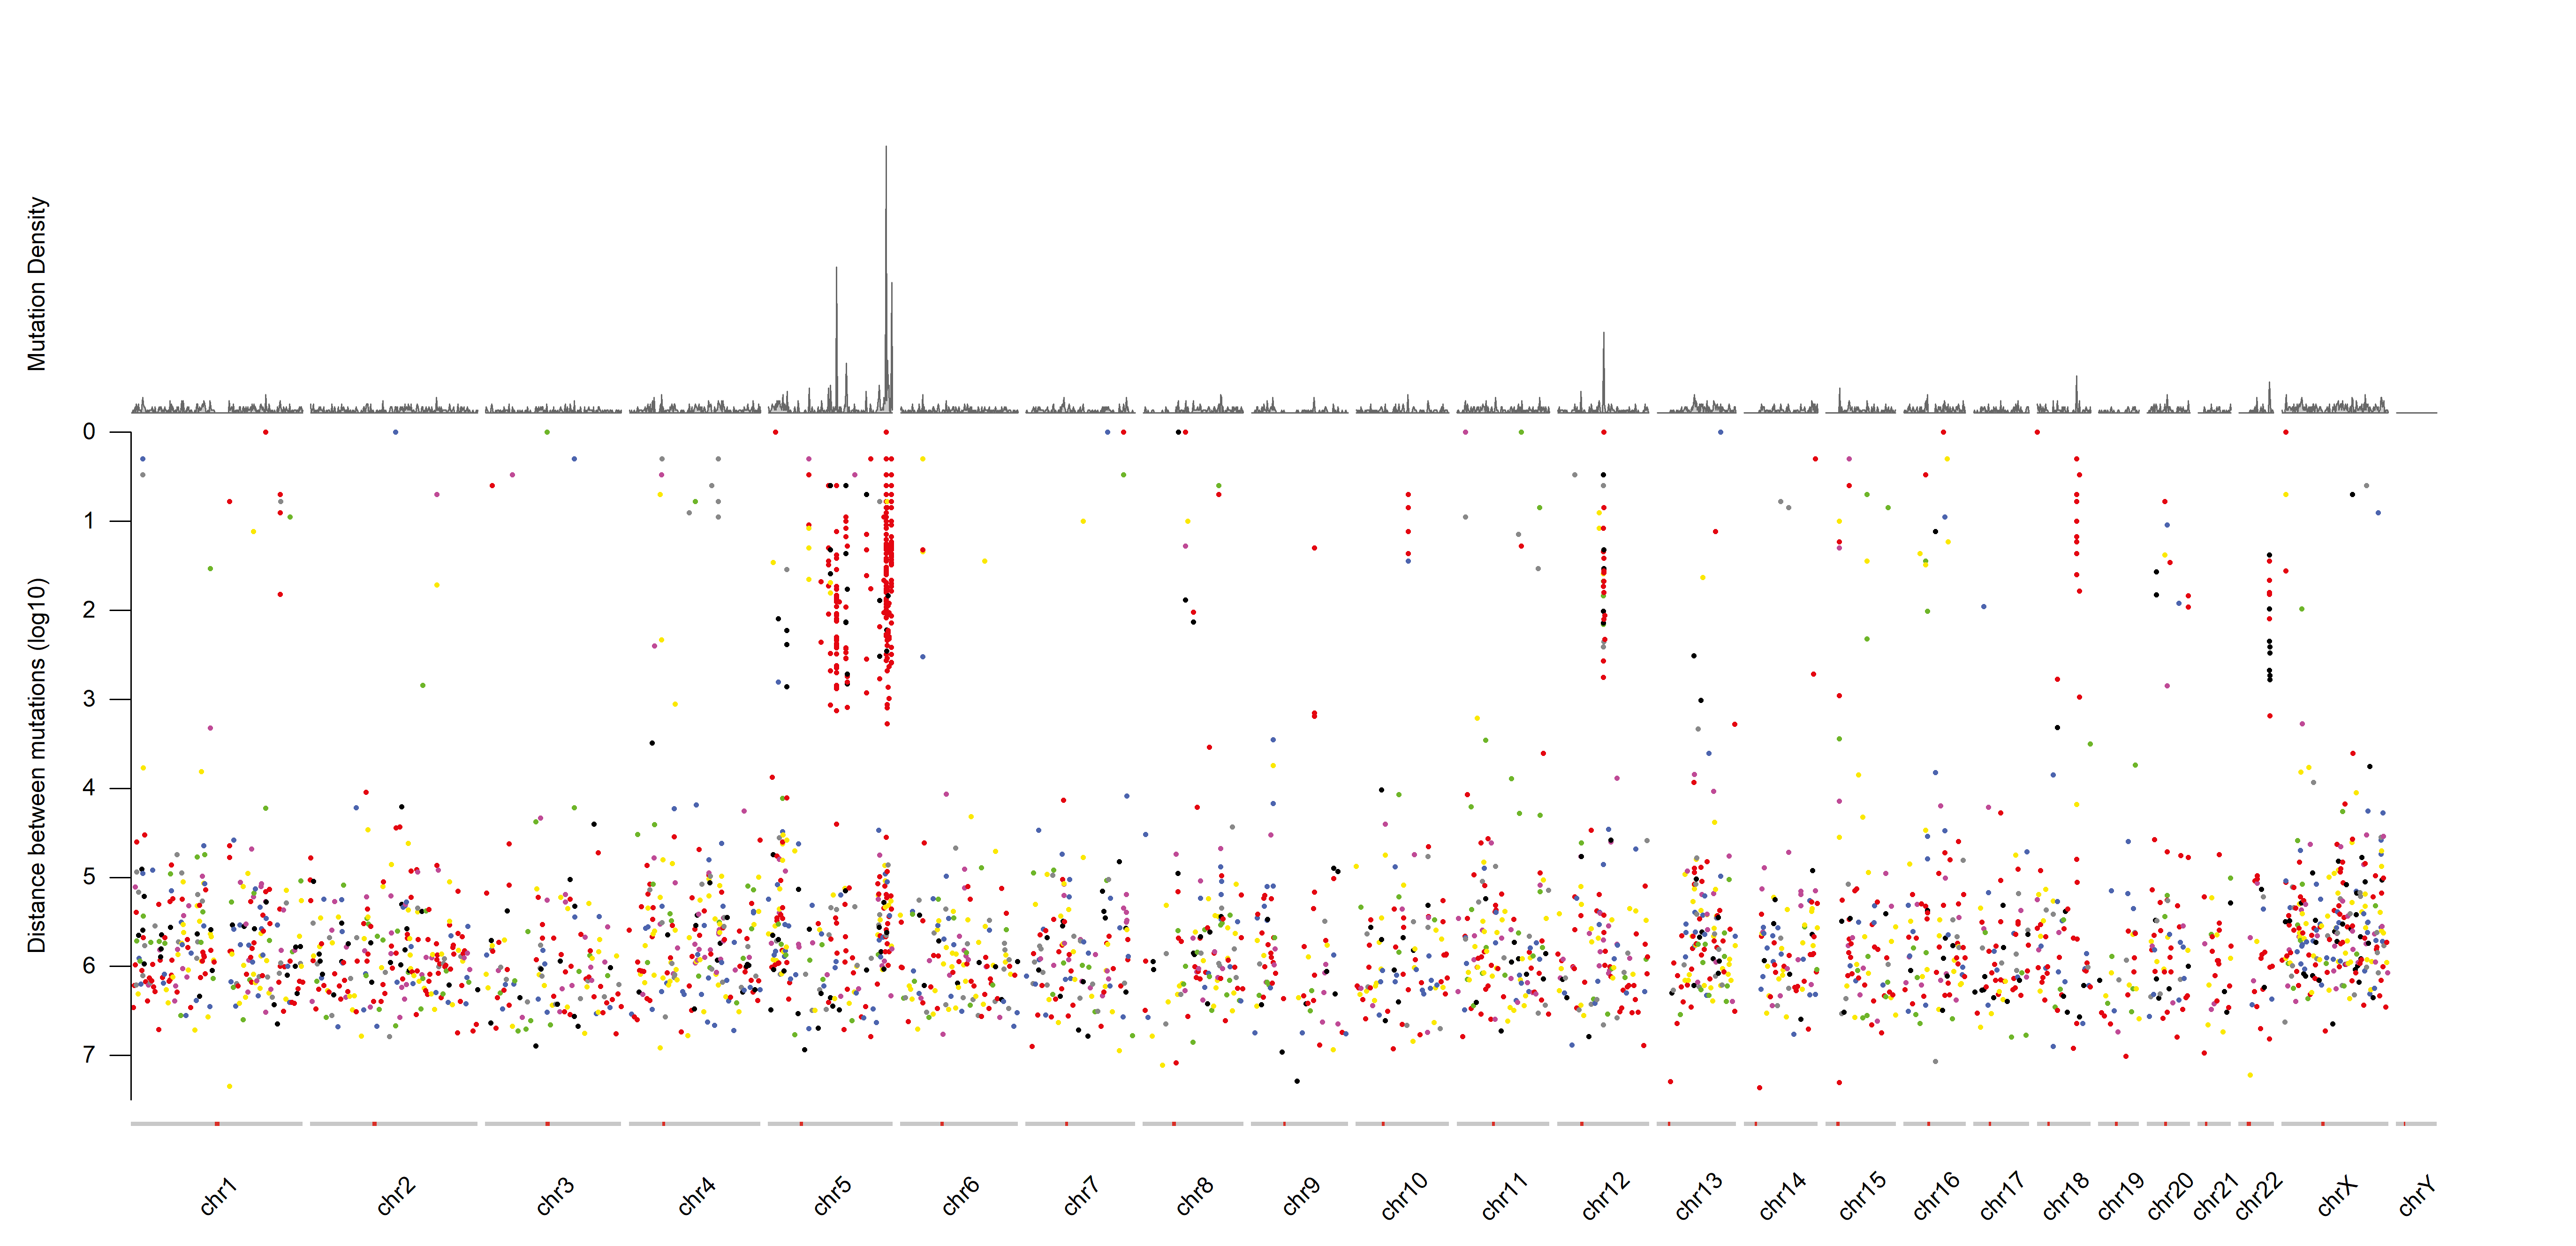 Mutation Density
Distance between mutations (log10)
0
1
2
3
4
5
6
7
chr1
chr2
chr3
chr4
chr5
chr6
chr7
chr8
chr9
chr10
chr11
chr12
chr13
chr14
chr15
chr16
chr17
chr18
chr19
chr20
chr21
chr22
chrX
chrY